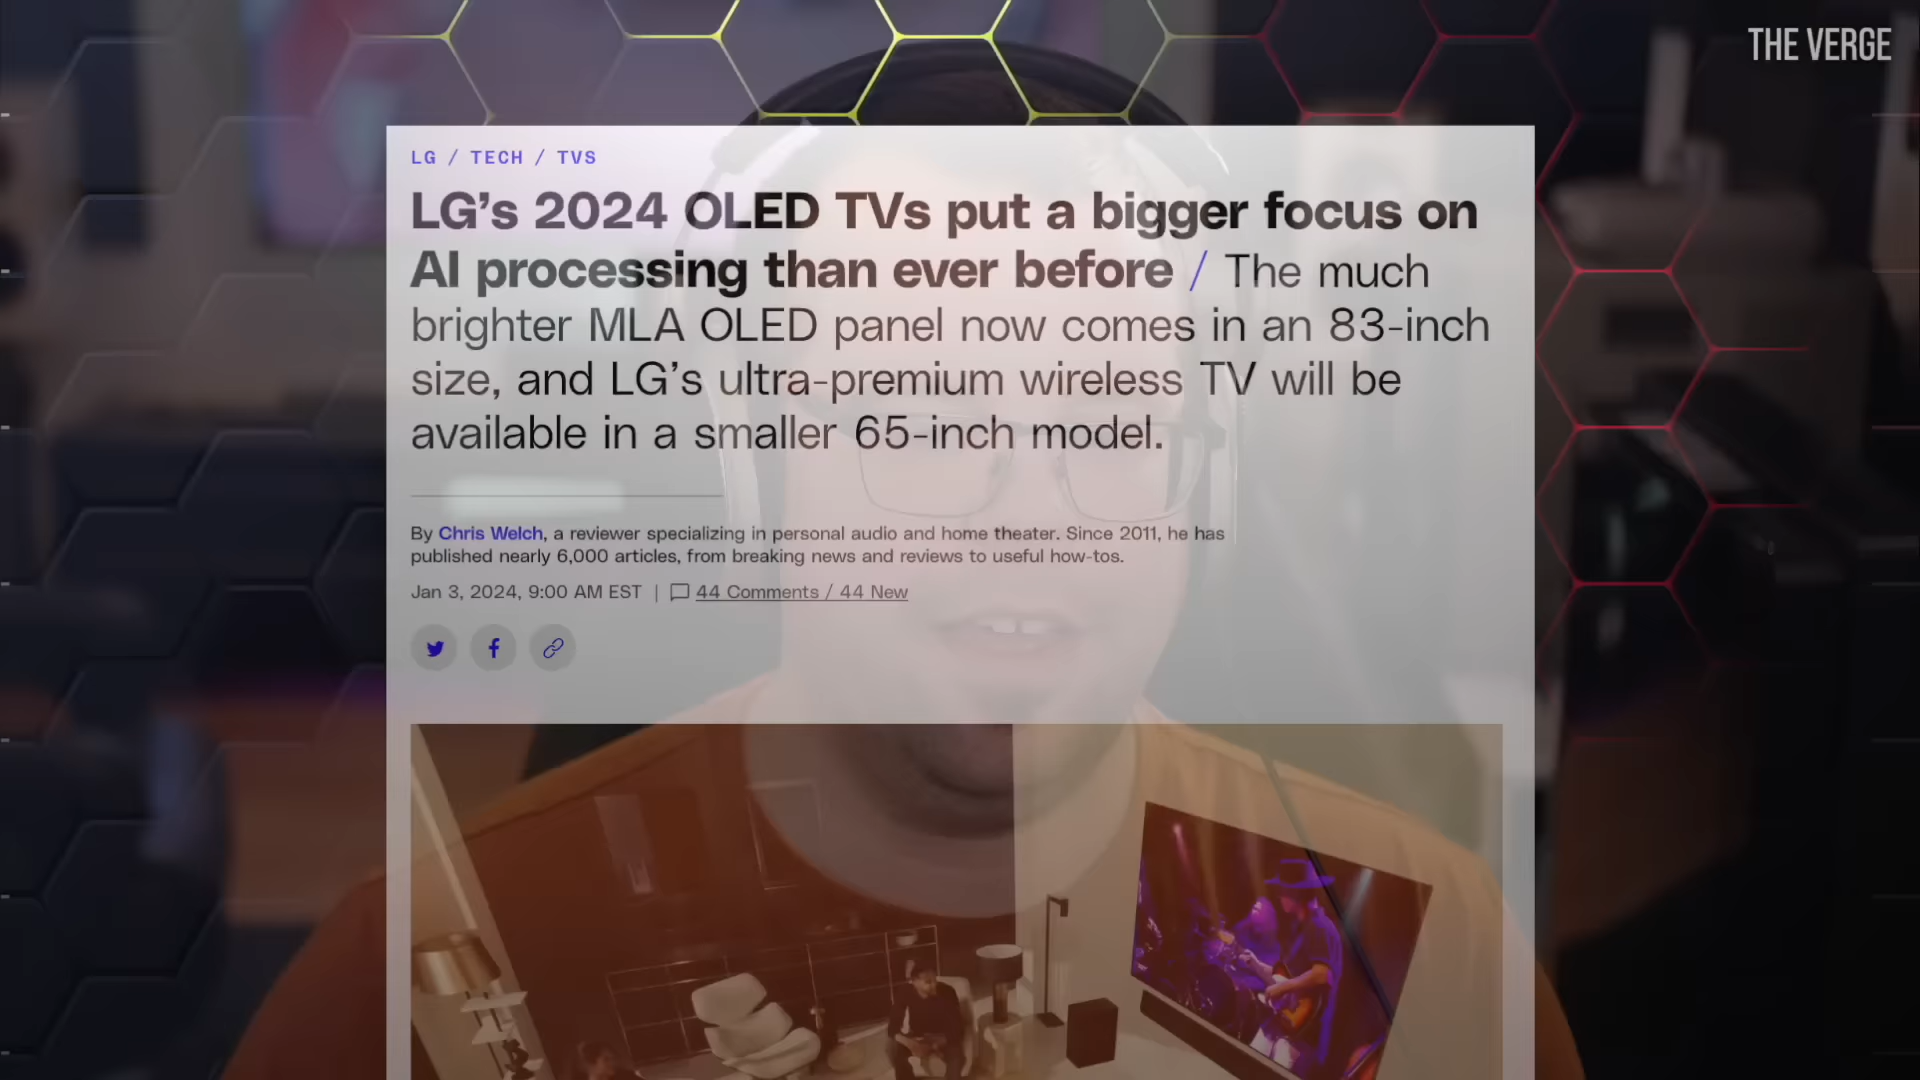 THE VERGE
LG / TECH / TVS
LG’s 2024 OLED TVs put a bigger focus on
AI processing than ever before / The much
brighter MLA OLED panel now comes in an 83-inch
size, and LG’s ultra-premium wireless TV will be
available in a smaller 65-inch model.
By Chris Welch, a reviewer specializing in personal audio and home theater. Since 2011, he has
published nearly 6,000 articles, from breaking news and reviews to useful how-tos.
Jan 3, 2024, 9:00 AM EST | 44 Comments / 44 New